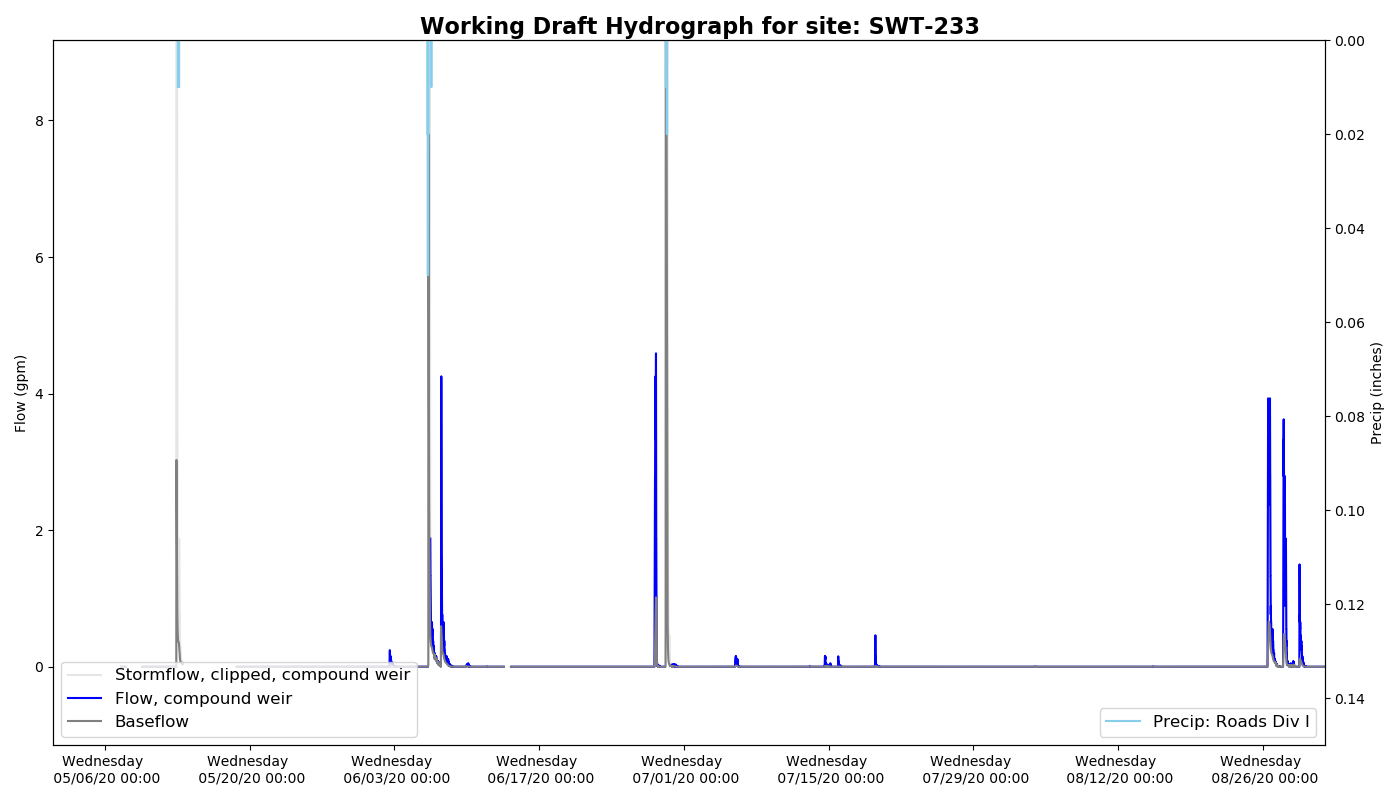 Working Draft Hydrograph for site: SWT-233
Flow (gpm)
8
6
4
2
0
0.00
0.02
0.04
0.06
0.08
0.10
0.12
0.14
Precip (inches)
Stormflow, clipped, compound weir
Flow, compound weir
Baseflow
Precip: Roads Div I
Wednesday
05/06/20 00:00
Wednesday
05/20/20 00:00
Wednesday
06/03/20 00:00
Wednesday
06/17/20 00:00
Wednesday
07/01/20 00:00
Wednesday
07/15/20 00:00
Wednesday
07/29/20 00:00
Wednesday
08/12/20 00:00
Wednesday
08/26/20 00:00